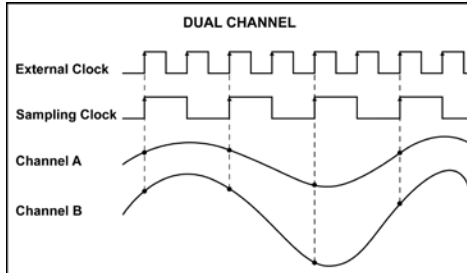 DUAL CHANNEL
External Clock
Sampling Clock
Channel A
Channel B